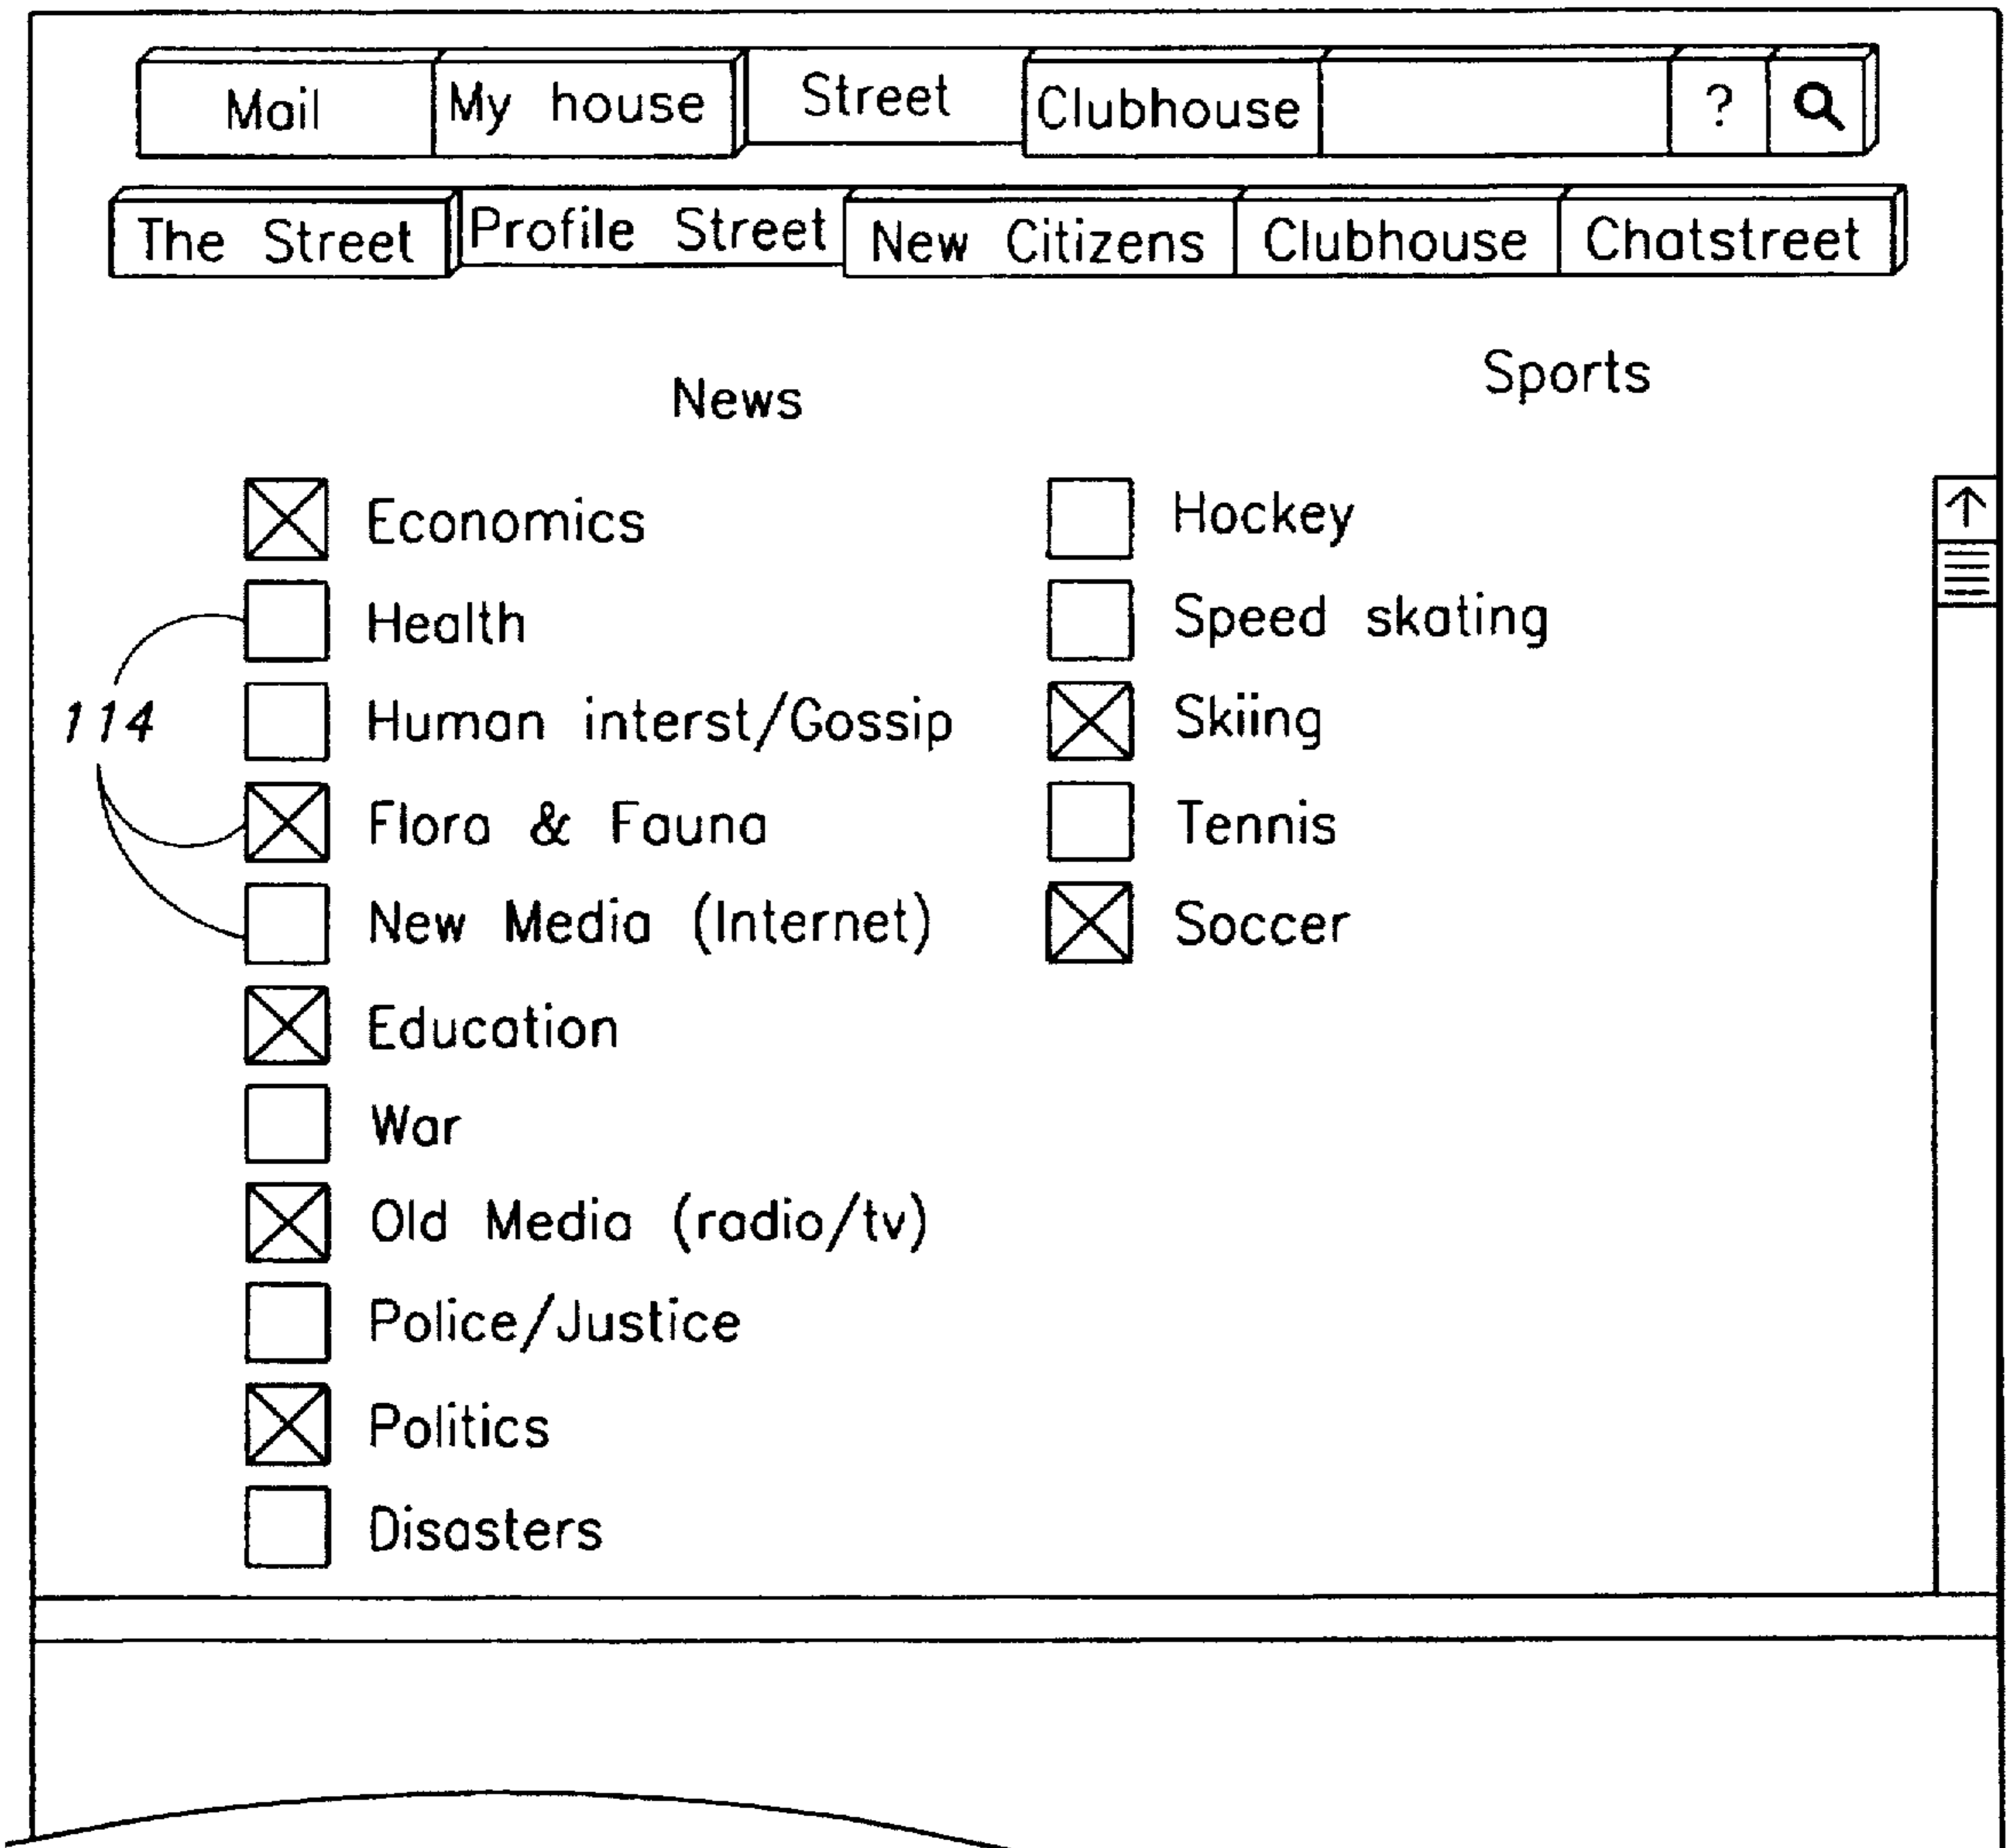 Mail My house Street Clubhouse ?
The Street Profile Street New Citizens Clubhouse Chatstreet
News Sports
Economics Hockey
Health Speed skating
114 Human interst/Gossip Skiing
Flora & Fauna Tennis
New Media (Internet) Soccer
Education
War
Old Media (radio/tv)
Police/Justice
Politics
Disasters